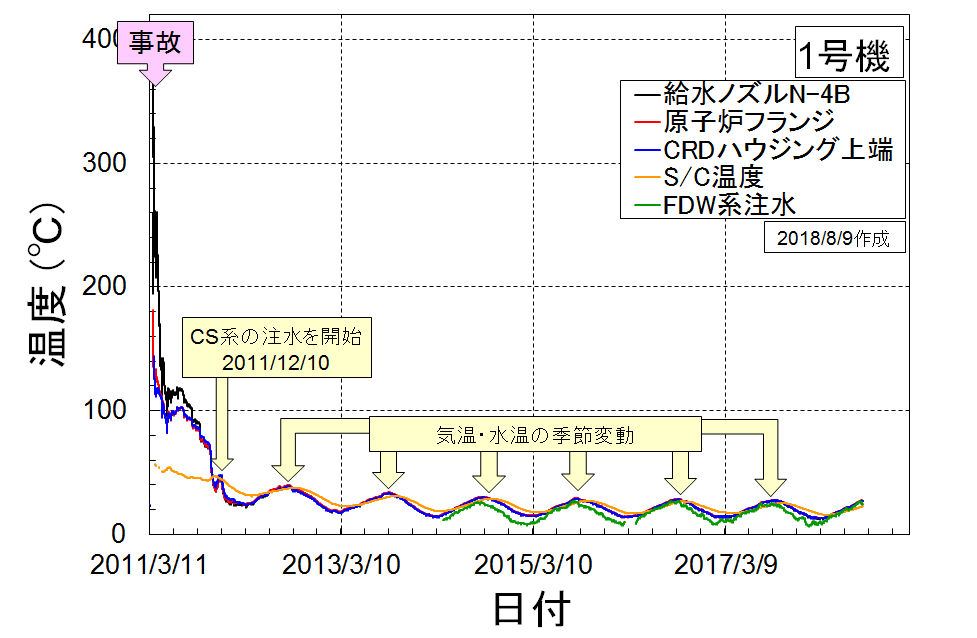 400
事故
1号機
給水ノズルN-4B
原子炉フランジ
CRDハウジング上端
S/C温度
FDW系注水
2018/8/9作成
300
200
100
0
温度 (℃)
CS系の注水を開始
2011/12/10
気温・水温の季節変動
2011/3/11
2013/3/10
2015/3/10
2017/3/9
日付